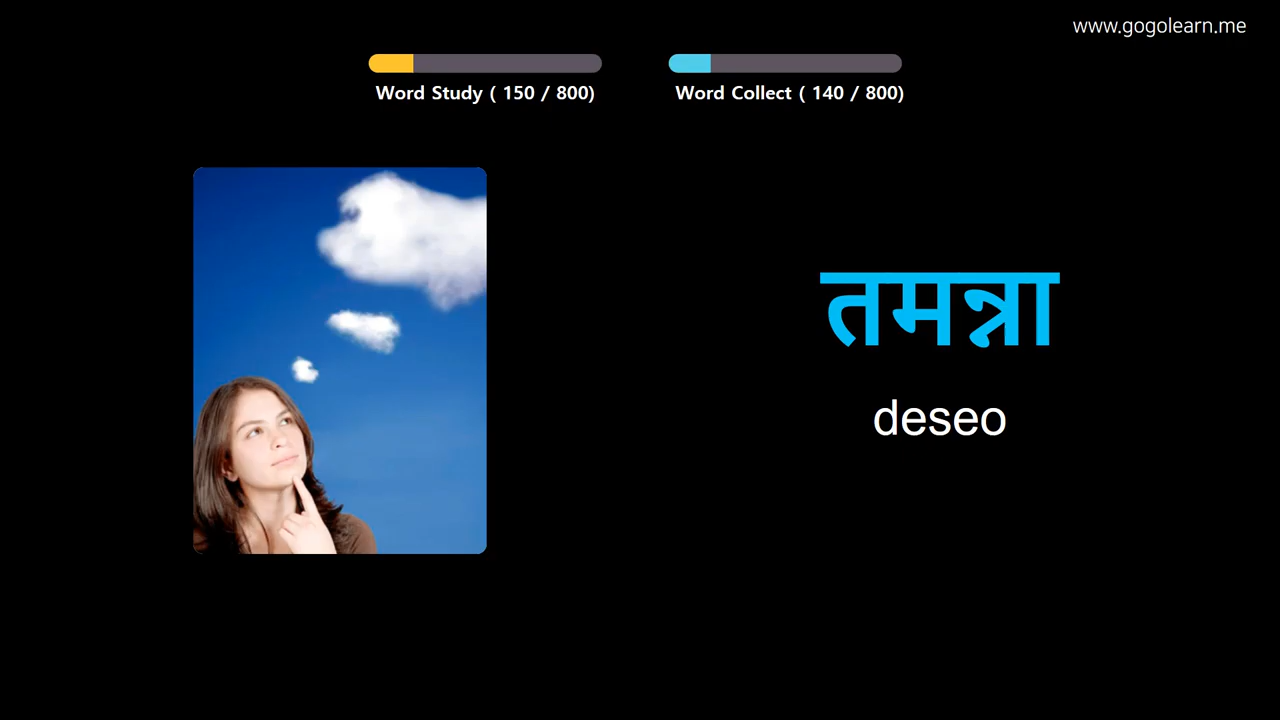 www.gogolearn.me
Word Study ( 150 / 800)
Word Collect ( 140 / 800)
तमन्ना
deseo